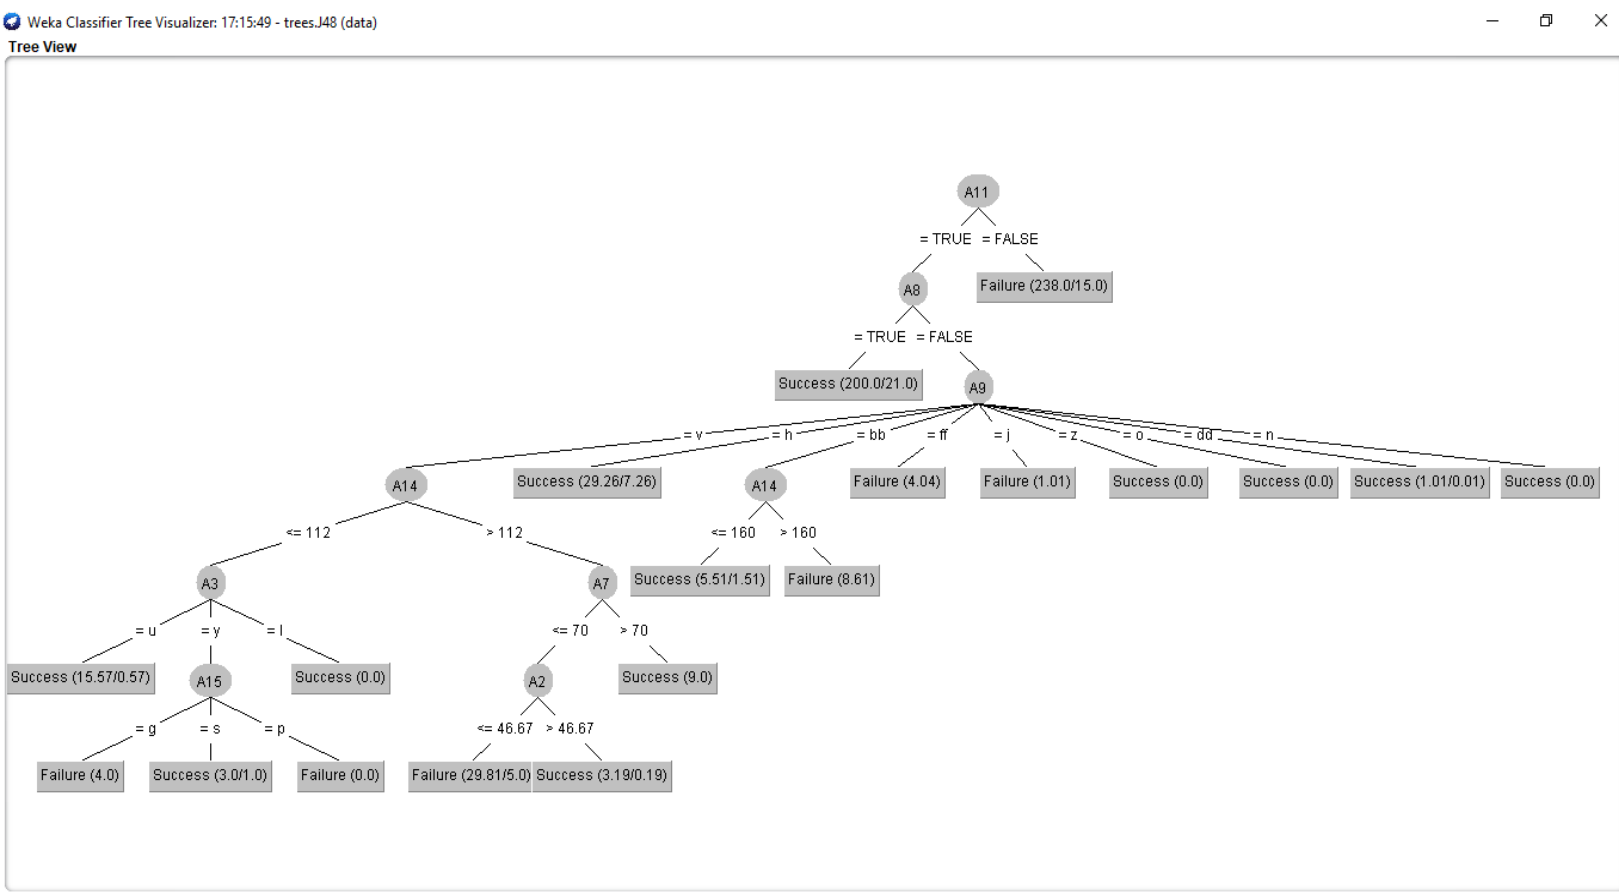 Weka Classifier Tree Visualizer: 17:15:49 - trees.J48 (data)
Tree View
A11
= TRUE = FALSE
A8 Failure (238.0/15.0)
= TRUE = FALSE
Success (200.0/21.0) A9
= v = h = bb = ff = j = z = o = dd = n
A14 Success (29.26/7.26) A14 Failure (4.04) Failure (1.01) Success (0.0) Success (0.0) Success (1.01/0.01) Success (0.0)
<= 112 > 112 <= 160 > 160
A3 A7 Success (5.51/1.51) Failure (8.61)
= u = y = l <= 70 > 70
Success (15.57/0.57) A15 Success (0.0) A2 Success (9.0)
= g = s = p <= 46.67 > 46.67
Failure (4.0) Success (3.0/1.0) Failure (0.0) Failure (29.81/5.0) Success (3.19/0.19)